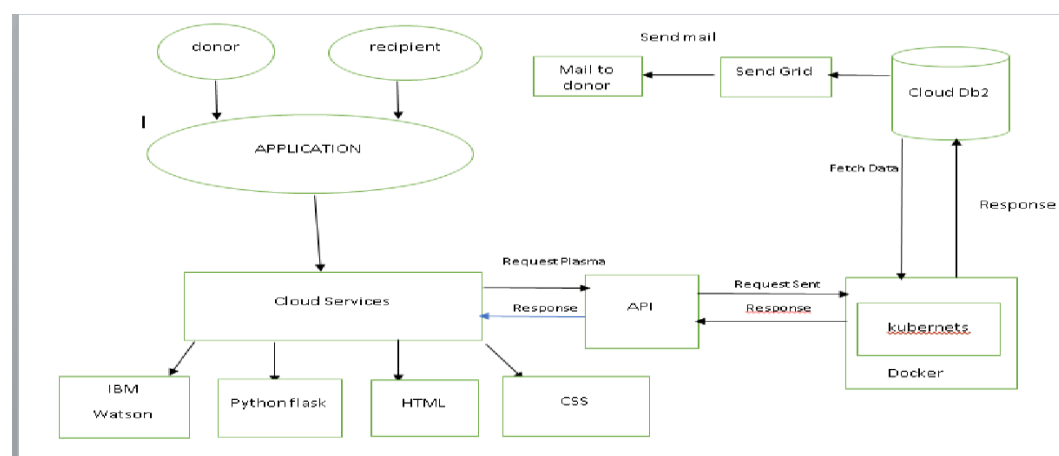 donor
recipient
Send mail
Mail to
donor
Send Grid
Cloud Db2
APPLICATION
Fetch Data
Response
Request Plasma
Cloud Services
Response
API
Request Sent
Response
kubernets
Docker
IBM
Watson
Python flask
HTML
CSS